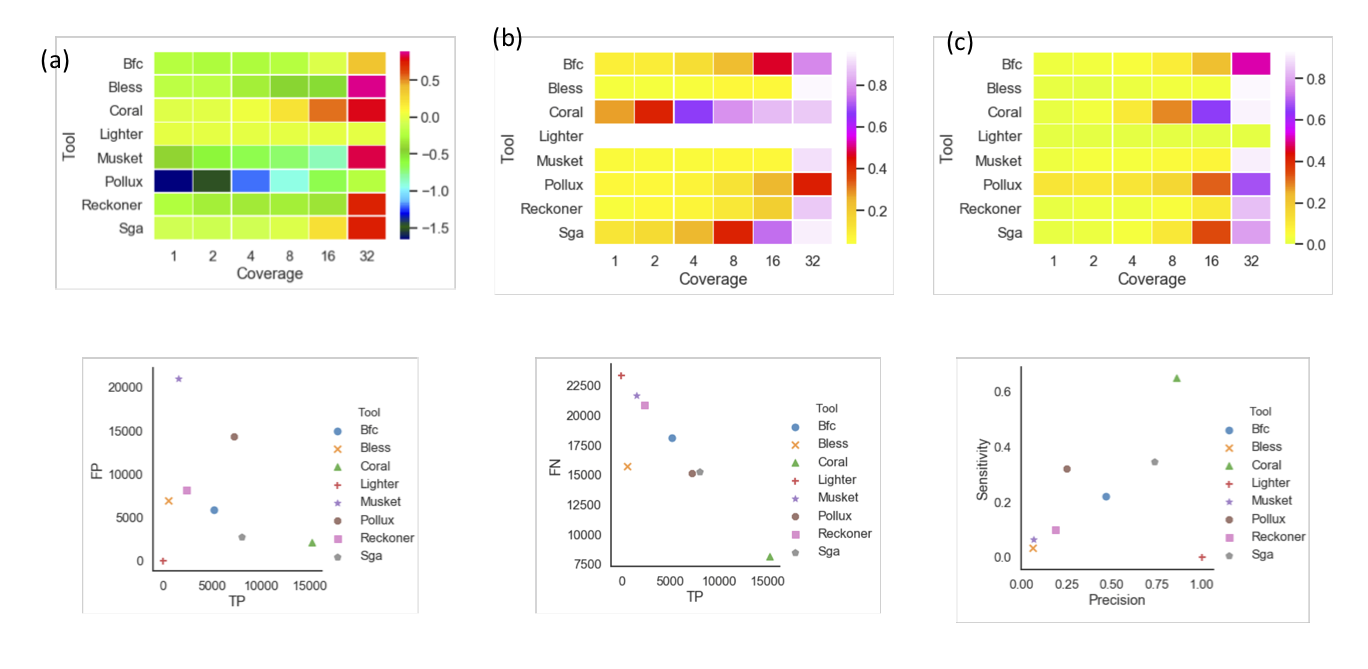 (a)
Tool
Bfc
Bless
Coral
Lighter
Musket
Pollux
Reckoner
Sga
1 2 4 8 16 32
Coverage
0.5
0.0
−0.5
−1.0
−1.5
(b)
Tool
Bfc
Bless
Coral
Lighter
Musket
Pollux
Reckoner
Sga
1 2 4 8 16 32
Coverage
0.8
0.6
0.4
0.2
(c)
Tool
Bfc
Bless
Coral
Lighter
Musket
Pollux
Reckoner
Sga
1 2 4 8 16 32
Coverage
0.8
0.6
0.4
0.2
0.0
FP
20000
15000
10000
5000
0
0 5000 10000 15000
TP
Tool
Bfc
Bless
Coral
Lighter
Musket
Pollux
Reckoner
Sga
FN
22500
20000
17500
15000
12500
10000
7500
0 5000 10000 15000
TP
Tool
Bfc
Bless
Coral
Lighter
Musket
Pollux
Reckoner
Sga
Sensitivity
0.6
0.4
0.2
0.0
0.00 0.25 0.50 0.75 1.00
Precision
Tool
Bfc
Bless
Coral
Lighter
Musket
Pollux
Reckoner
Sga